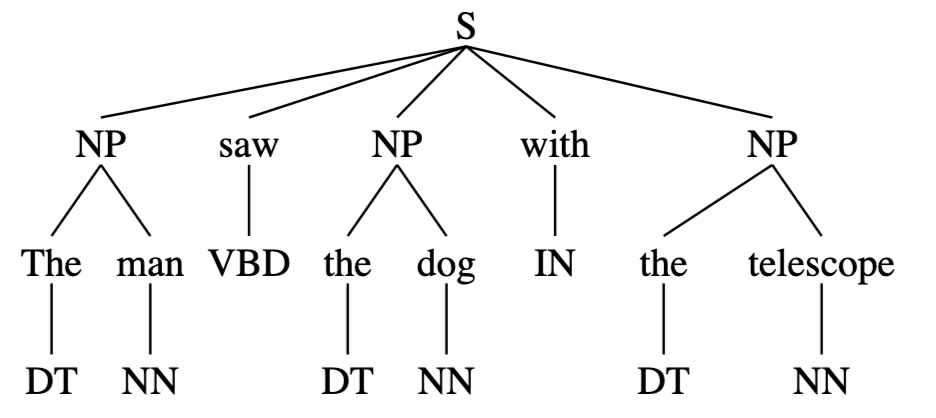 S
NP saw NP with NP
The man VBD the dog IN the telescope
DT NN DT NN DT NN